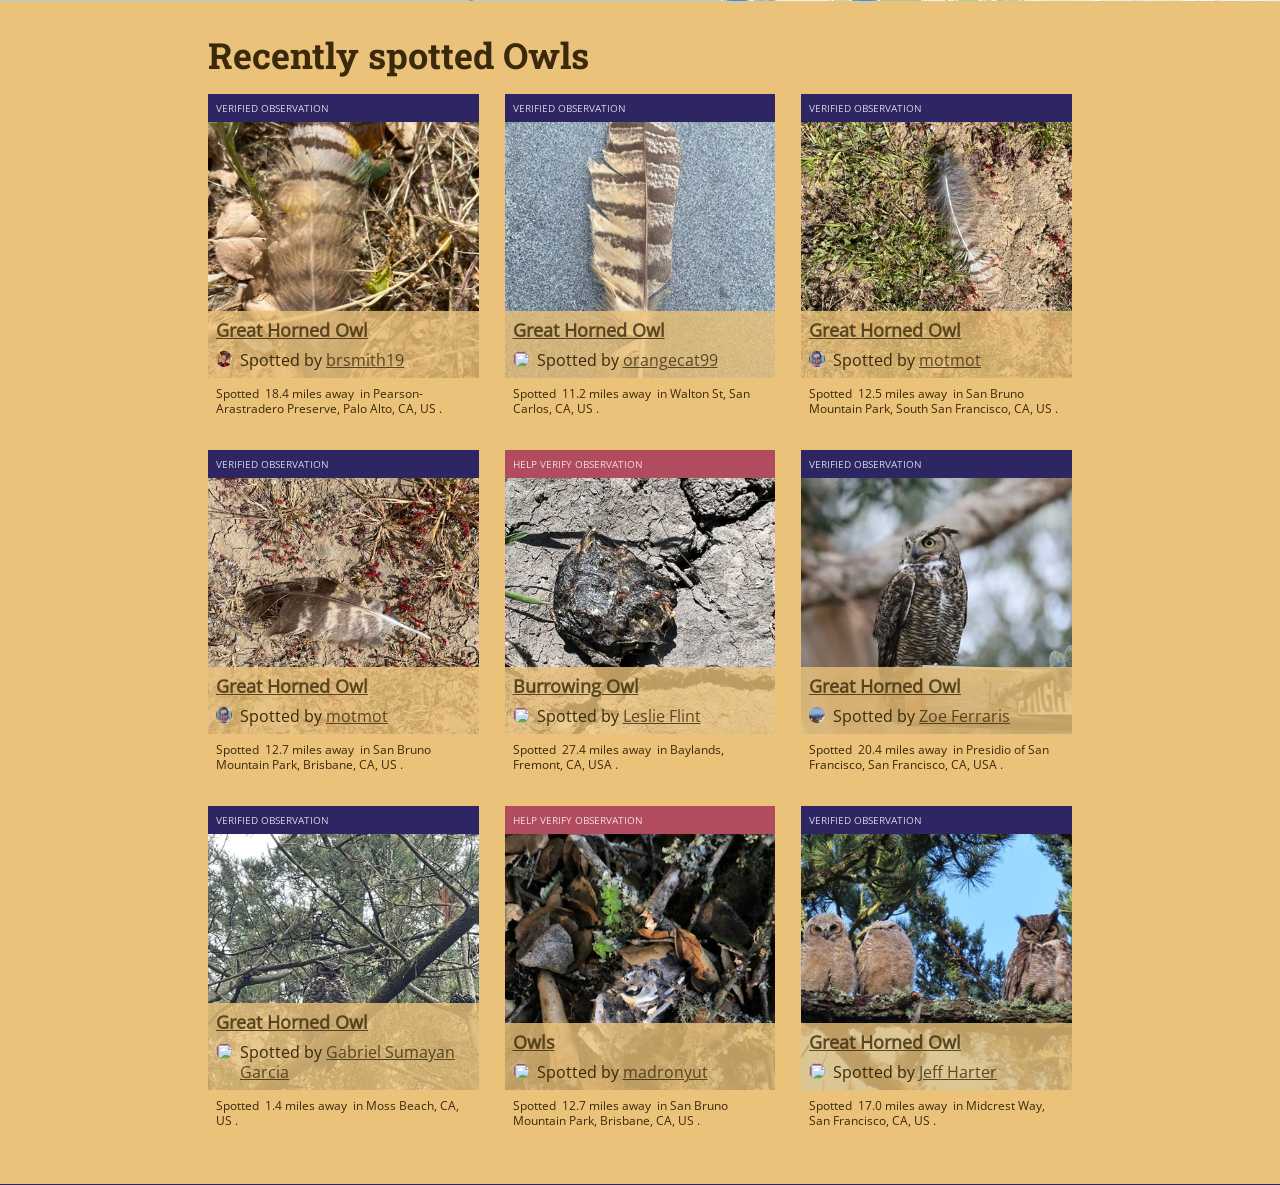 Recently spotted Owls
VERIFIED OBSERVATION
Great Horned Owl
Spotted by brsmith19
Spotted 18.4 miles away in Pearson-
Arastradero Preserve, Palo Alto, CA, US .
VERIFIED OBSERVATION
Great Horned Owl
Spotted by orangecat99
Spotted 11.2 miles away in Walton St, San
Carlos, CA, US .
VERIFIED OBSERVATION
Great Horned Owl
Spotted by motmot
Spotted 12.5 miles away in San Bruno
Mountain Park, South San Francisco, CA, US .
VERIFIED OBSERVATION
Great Horned Owl
Spotted by motmot
Spotted 12.7 miles away in San Bruno
Mountain Park, Brisbane, CA, US .
HELP VERIFY OBSERVATION
Burrowing Owl
Spotted by Leslie Flint
Spotted 27.4 miles away in Baylands,
Fremont, CA, USA .
VERIFIED OBSERVATION
Great Horned Owl
Spotted by Zoe Ferraris
Spotted 20.4 miles away in Presidio of San
Francisco, San Francisco, CA, USA .
VERIFIED OBSERVATION
Great Horned Owl
Spotted by Gabriel Sumayan
Garcia
Spotted 1.4 miles away in Moss Beach, CA,
US .
HELP VERIFY OBSERVATION
Owls
Spotted by madronyut
Spotted 12.7 miles away in San Bruno
Mountain Park, Brisbane, CA, US .
VERIFIED OBSERVATION
Great Horned Owl
Spotted by Jeff Harter
Spotted 17.0 miles away in Midcrest Way,
San Francisco, CA, US .